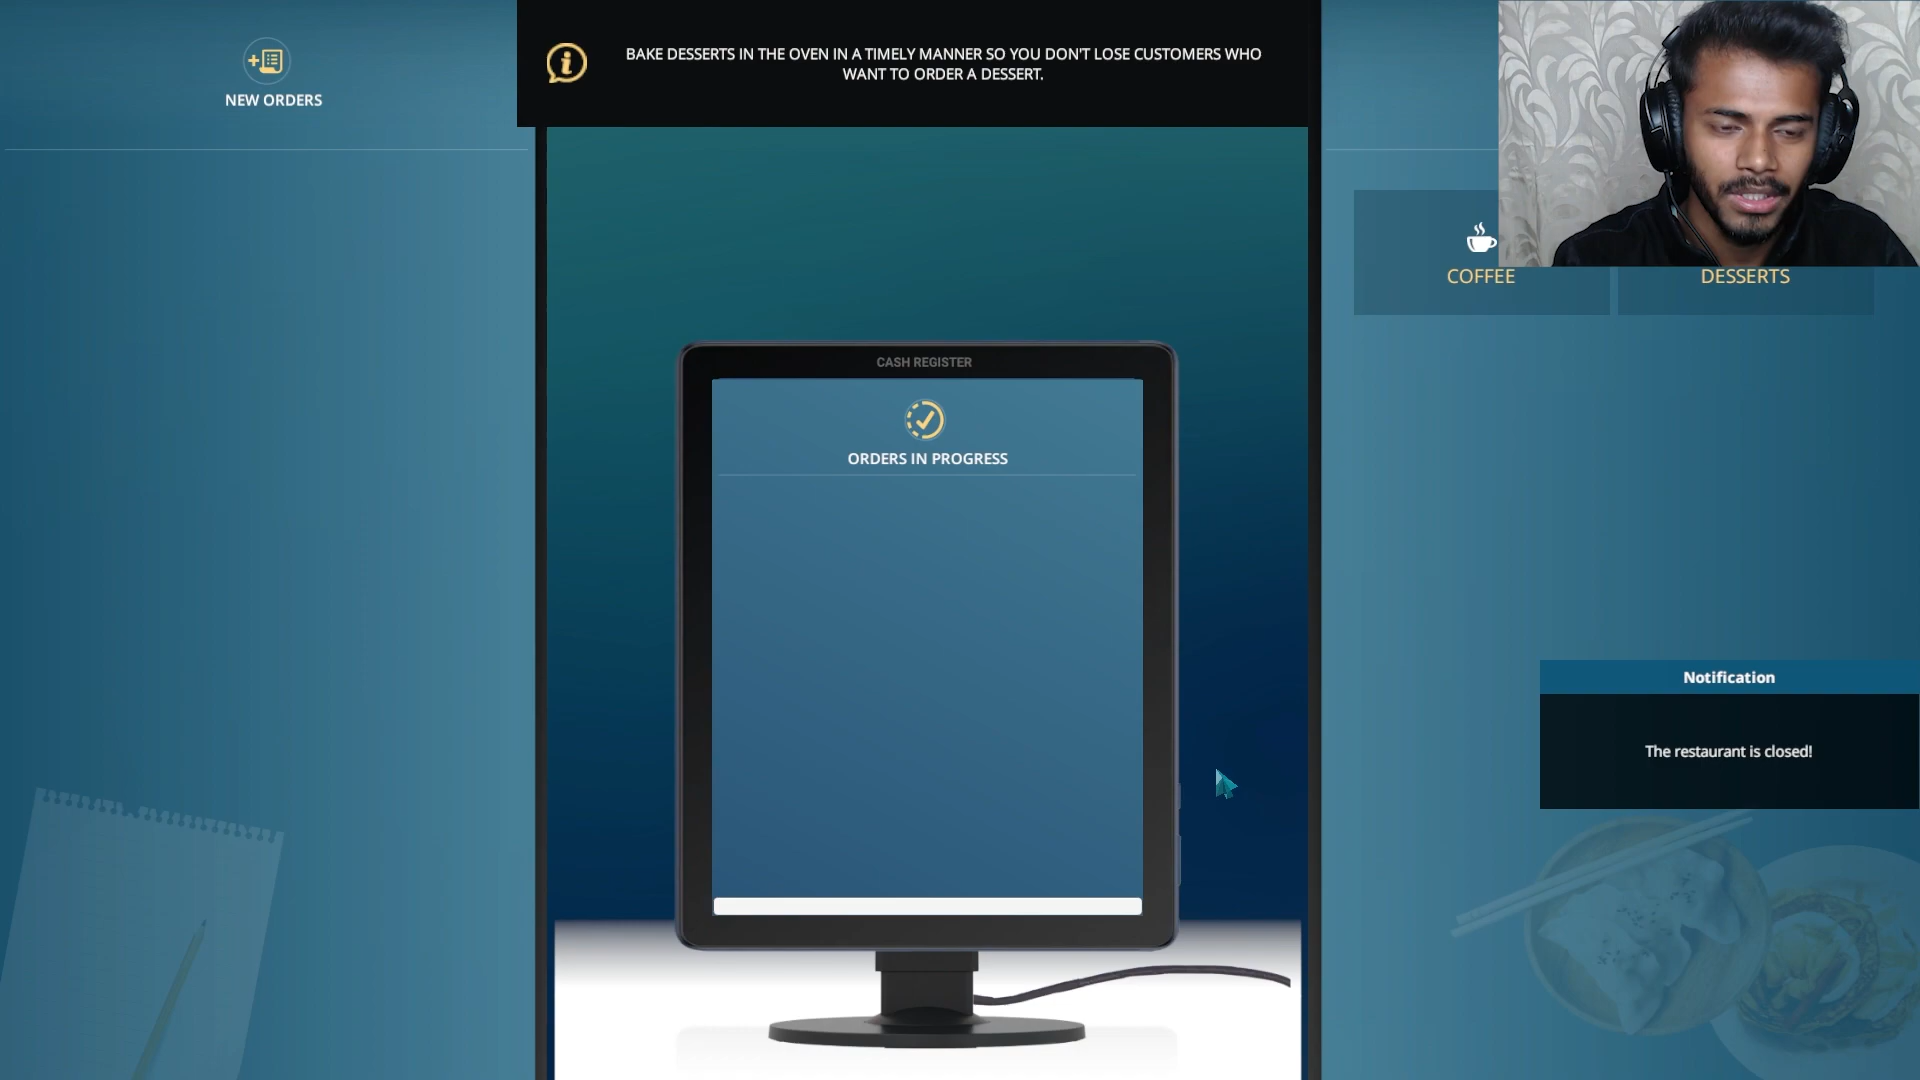 NEW ORDERS
BAKE DESSERTS IN THE OVEN IN A TIMELY MANNER SO YOU DON'T LOSE CUSTOMERS WHO
WANT TO ORDER A DESSERT.
COFFEE
DESSERTS
CASH REGISTER
ORDERS IN PROGRESS
Notification
The restaurant is closed!